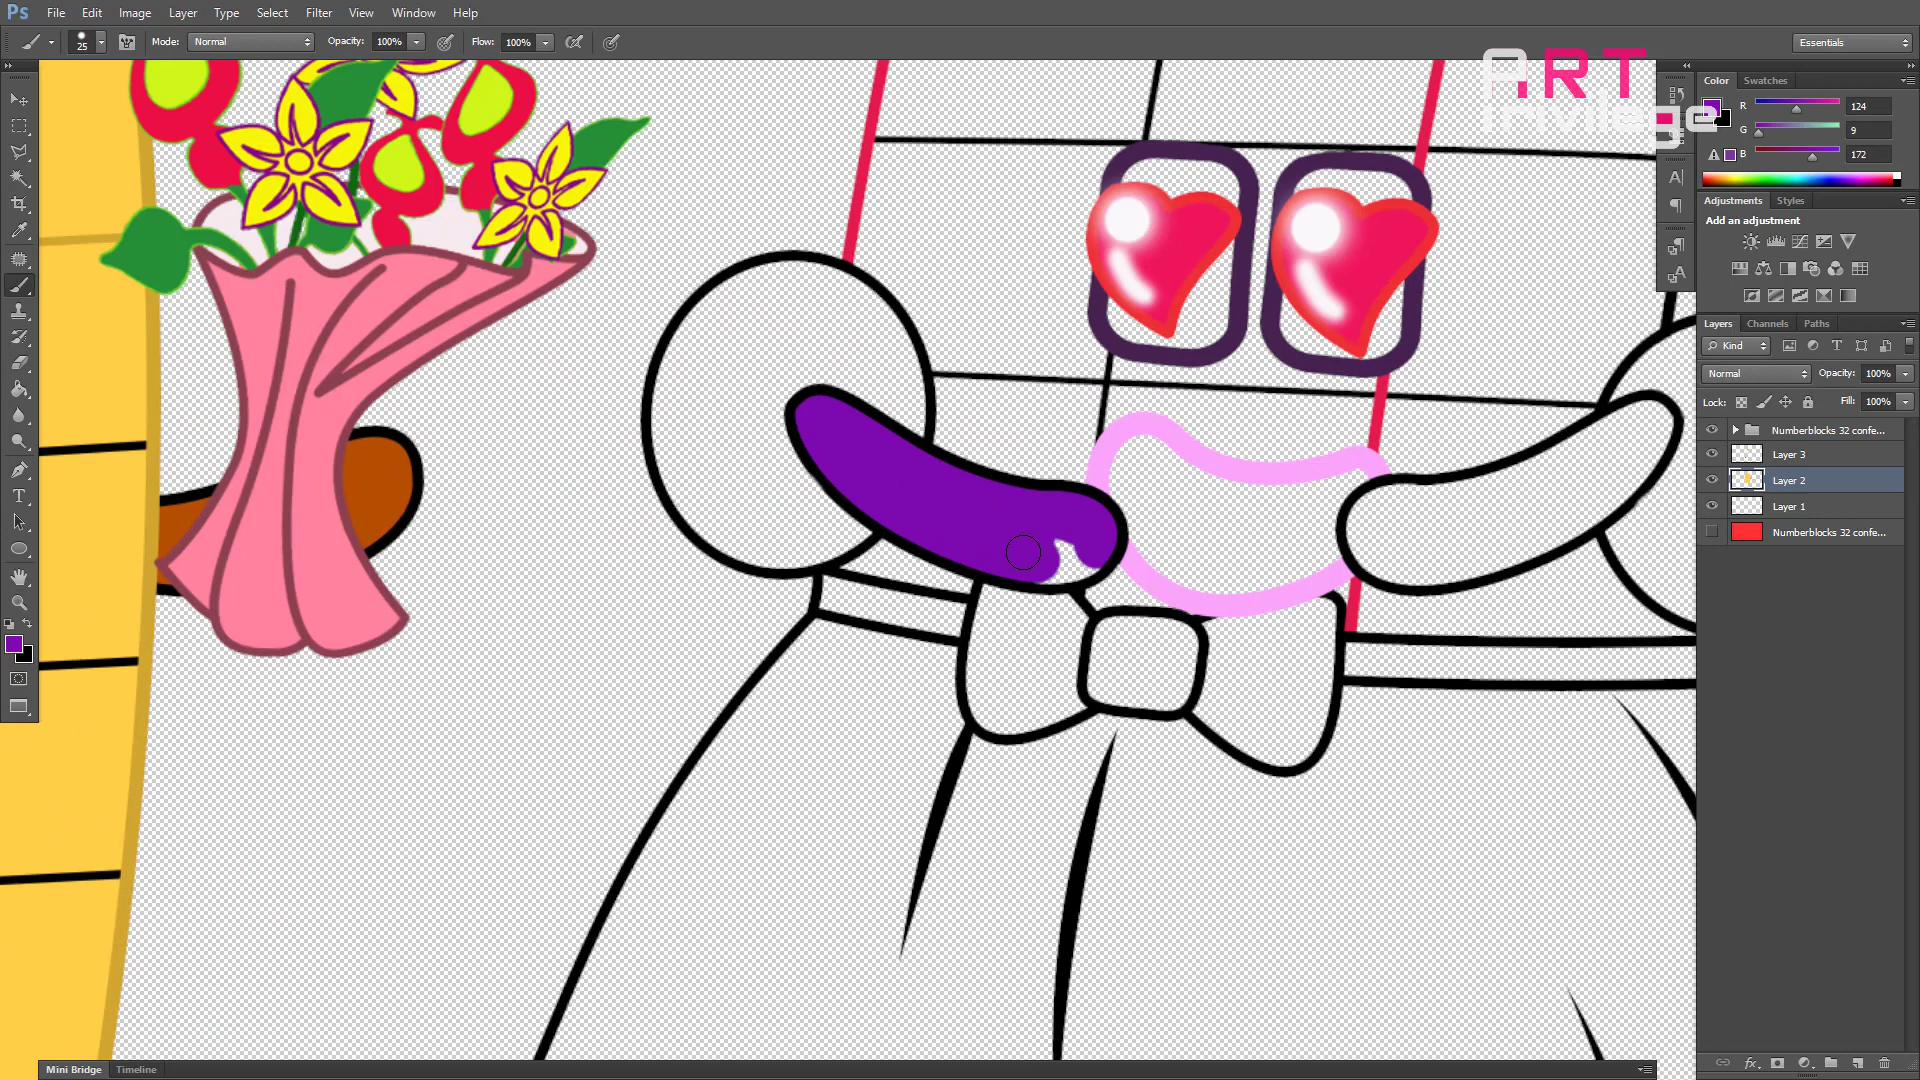 Ps File Edit Image Layer Type Select Filter View Window Help
25 Mode: Normal Opacity: 100% Flow: 100% Essentials
A.RT
Color Swatches
R 124
G 9
B 172
Adjustments Styles
Add an adjustment
Layers Channels Paths
Kind
Normal Opacity: 100%
Lock: Fill: 100%
Numberblocks 32 confe...
Layer 3
Layer 2
Layer 1
Numberblocks 32 confe...
Mini Bridge Timeline